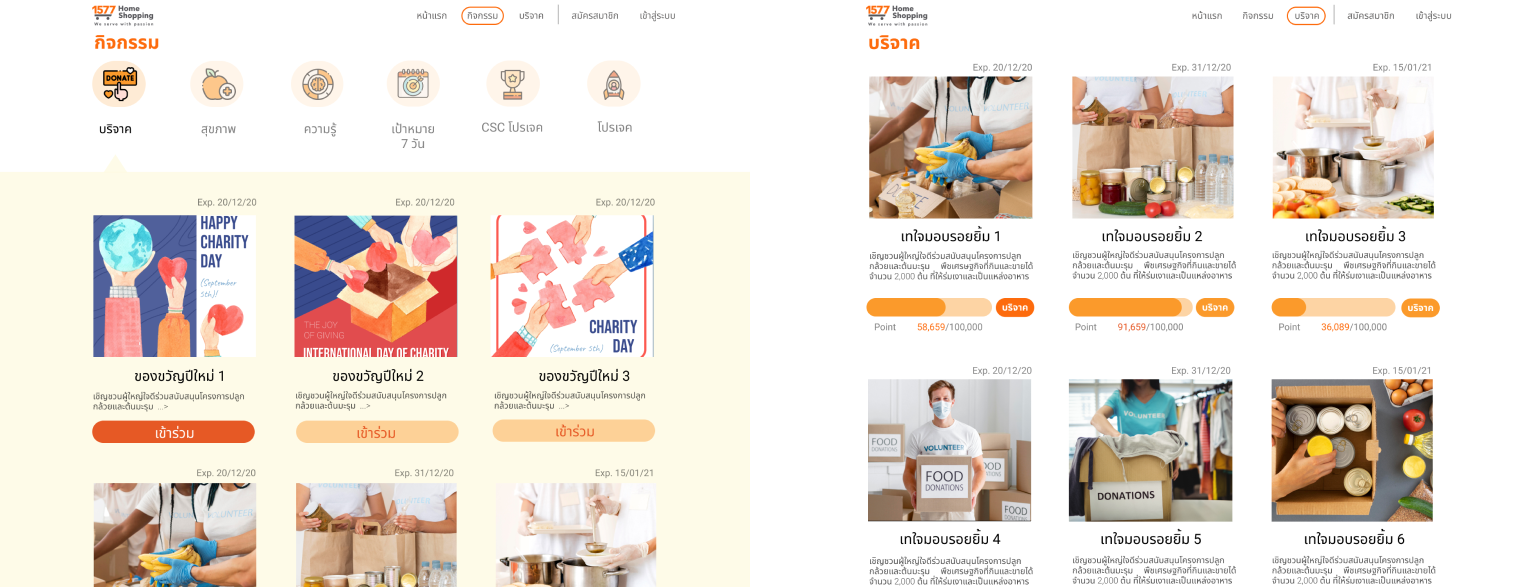 1577 Home
Shopping
We serve with passion
หน้าแรก กิจกรรม บริจาค สมัครสมาชิก เข้าสู่ระบบ
กิจกรรม
DONATE
บริจาค สุขภาพ ความรู้ เป้าหมาย CSC โปรเจค โปรเจค
7 วัน
Exp. 20/12/20 Exp. 20/12/20 Exp. 20/12/20
HAPPY
CHARITY
DAY
(September
5th)!
THE JOY
OF GIVING
INTERNATIONAL DAY OF CHARITY
CHARITY
(September 5th) DAY
ของขวัญปีใหม่ 1 ของขวัญปีใหม่ 2 ของขวัญปีใหม่ 3
เชิญชวนผู้ใหญ่ใจดีร่วมสนับสนุนโครงการปลูก เชิญชวนผู้ใหญ่ใจดีร่วมสนับสนุนโครงการปลูก เชิญชวนผู้ใหญ่ใจดีร่วมสนับสนุนโครงการปลูก
กล้วยและต้นมะรุม ...> กล้วยและต้นมะรุม ...> กล้วยและต้นมะรุม ...>
เข้าร่วม เข้าร่วม เข้าร่วม
Exp. 20/12/20 Exp. 31/12/20 Exp. 15/01/21
1577 Home
Shopping
We serve with passion
หน้าแรก กิจกรรม บริจาค สมัครสมาชิก เข้าสู่ระบบ
บริจาค
Exp. 20/12/20 Exp. 31/12/20 Exp. 15/01/21
VOLUNTEER
เทใจมอบรอยยิ้ม 1 เทใจมอบรอยยิ้ม 2 เทใจมอบรอยยิ้ม 3
เชิญชวนผู้ใหญ่ใจดีร่วมสนับสนุนโครงการปลูก เชิญชวนผู้ใหญ่ใจดีร่วมสนับสนุนโครงการปลูก เชิญชวนผู้ใหญ่ใจดีร่วมสนับสนุนโครงการปลูก
กล้วยและต้นมะรุม พืชเศรษฐกิจที่กินและขายได้ กล้วยและต้นมะรุม พืชเศรษฐกิจที่กินและขายได้ กล้วยและต้นมะรุม พืชเศรษฐกิจที่กินและขายได้
จำนวน 2,000 ต้น ที่ให้ร่มเงาและเป็นแหล่งอาหาร จำนวน 2,000 ต้น ที่ให้ร่มเงาและเป็นแหล่งอาหาร จำนวน 2,000 ต้น ที่ให้ร่มเงาและเป็นแหล่งอาหาร
บริจาค บริจาค บริจาค
Point 58,659/100,000 Point 91,659/100,000 Point 36,089/100,000
Exp. 20/12/20 Exp. 31/12/20 Exp. 15/01/21
VOLUNTEER
FOOD
DONATIONS
FOOD
DONATIONS
FOOD
DONATIONS
VOLUNTEER
DONATIONS
เทใจมอบรอยยิ้ม 4 เทใจมอบรอยยิ้ม 5 เทใจมอบรอยยิ้ม 6
เชิญชวนผู้ใหญ่ใจดีร่วมสนับสนุนโครงการปลูก เชิญชวนผู้ใหญ่ใจดีร่วมสนับสนุนโครงการปลูก เชิญชวนผู้ใหญ่ใจดีร่วมสนับสนุนโครงการปลูก
กล้วยและต้นมะรุม พืชเศรษฐกิจที่กินและขายได้ กล้วยและต้นมะรุม พืชเศรษฐกิจที่กินและขายได้ กล้วยและต้นมะรุม พืชเศรษฐกิจที่กินและขายได้
จำนวน 2,000 ต้น ที่ให้ร่มเงาและเป็นแหล่งอาหาร จำนวน 2,000 ต้น ที่ให้ร่มเงาและเป็นแหล่งอาหาร จำนวน 2,000 ต้น ที่ให้ร่มเงาและเป็นแหล่งอาหาร